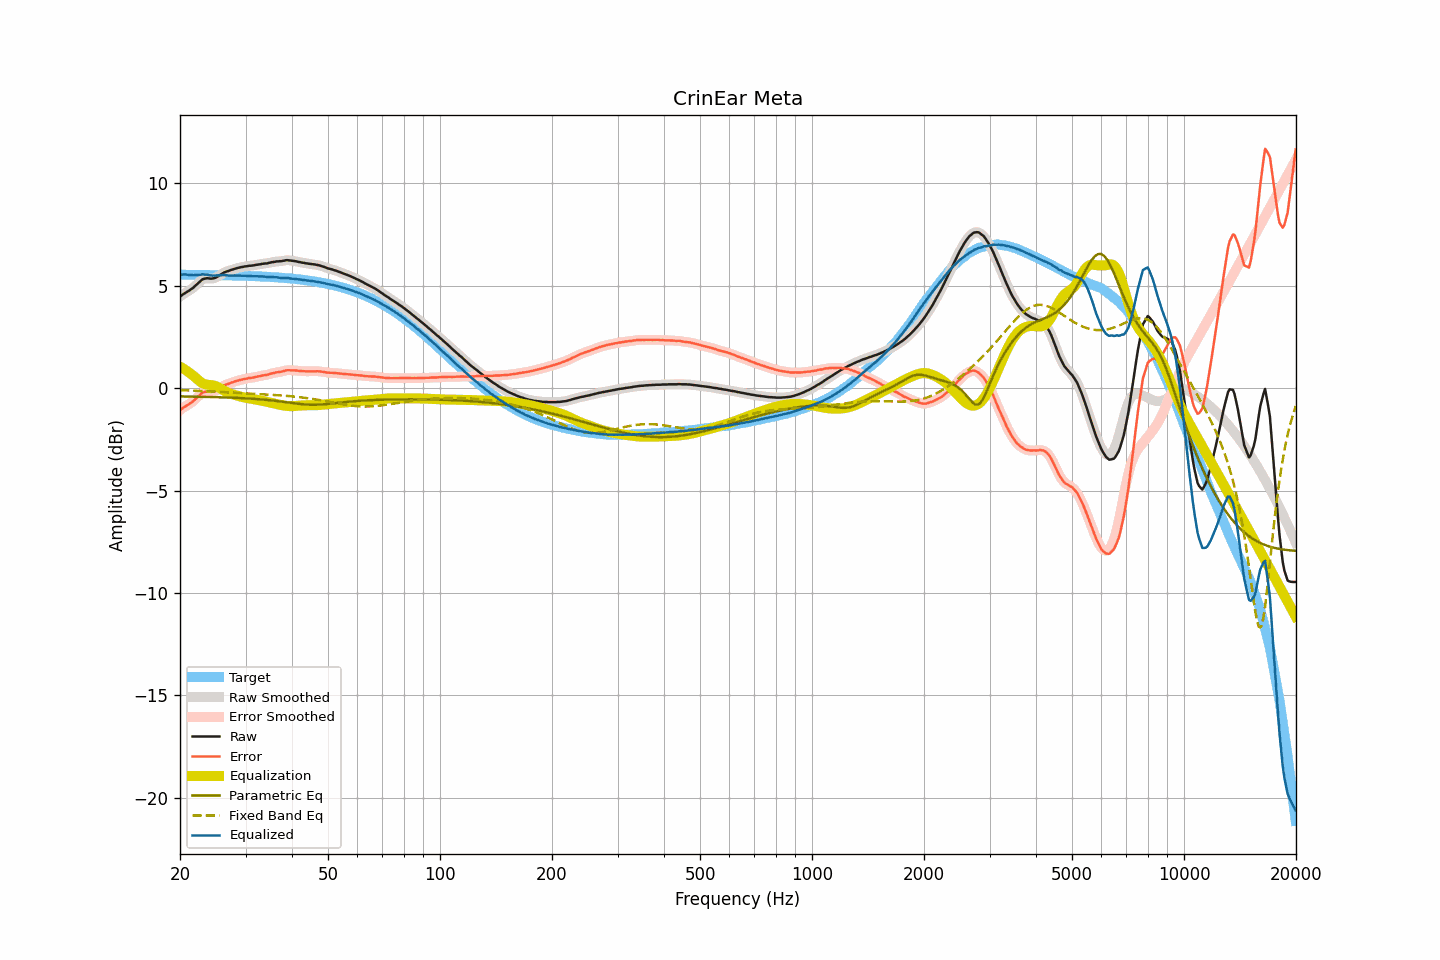 CrinEar Meta
Amplitude (dBr)
10
5
0
−5
−10
−15
−20
Target
Raw Smoothed
Error Smoothed
Raw
Error
Equalization
Parametric Eq
Fixed Band Eq
Equalized
20 50 100 200 500 1000 2000 5000 10000 20000
Frequency (Hz)